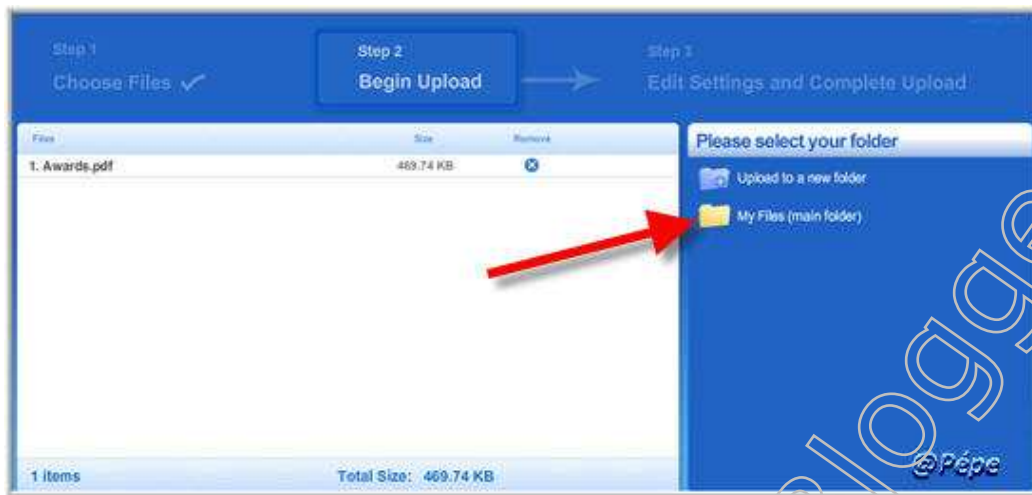 Step 1
Choose Files
Step 2
Begin Upload
Step 3
Edit Settings and Complete Upload
Files Size Remove
1. Awards.pdf 469.74 KB
1 items Total Size: 469.74 KB
Please select your folder
Upload to a new folder
My Files (main folder)
@Pépe